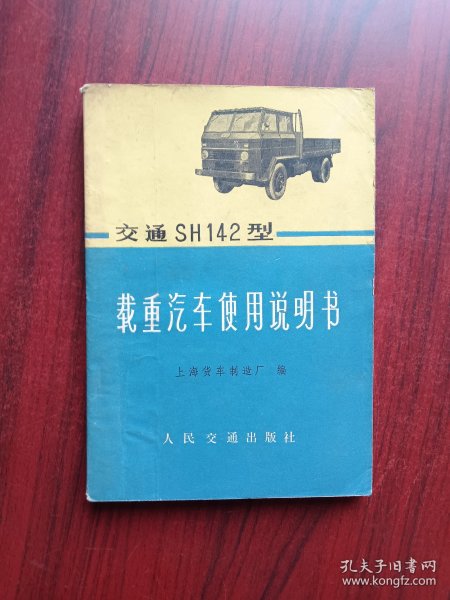 交通SH142型
载重汽车使用说明书
上海货车制造厂 编
人民交通出版社
孔夫子旧书网
www.kongfz.com